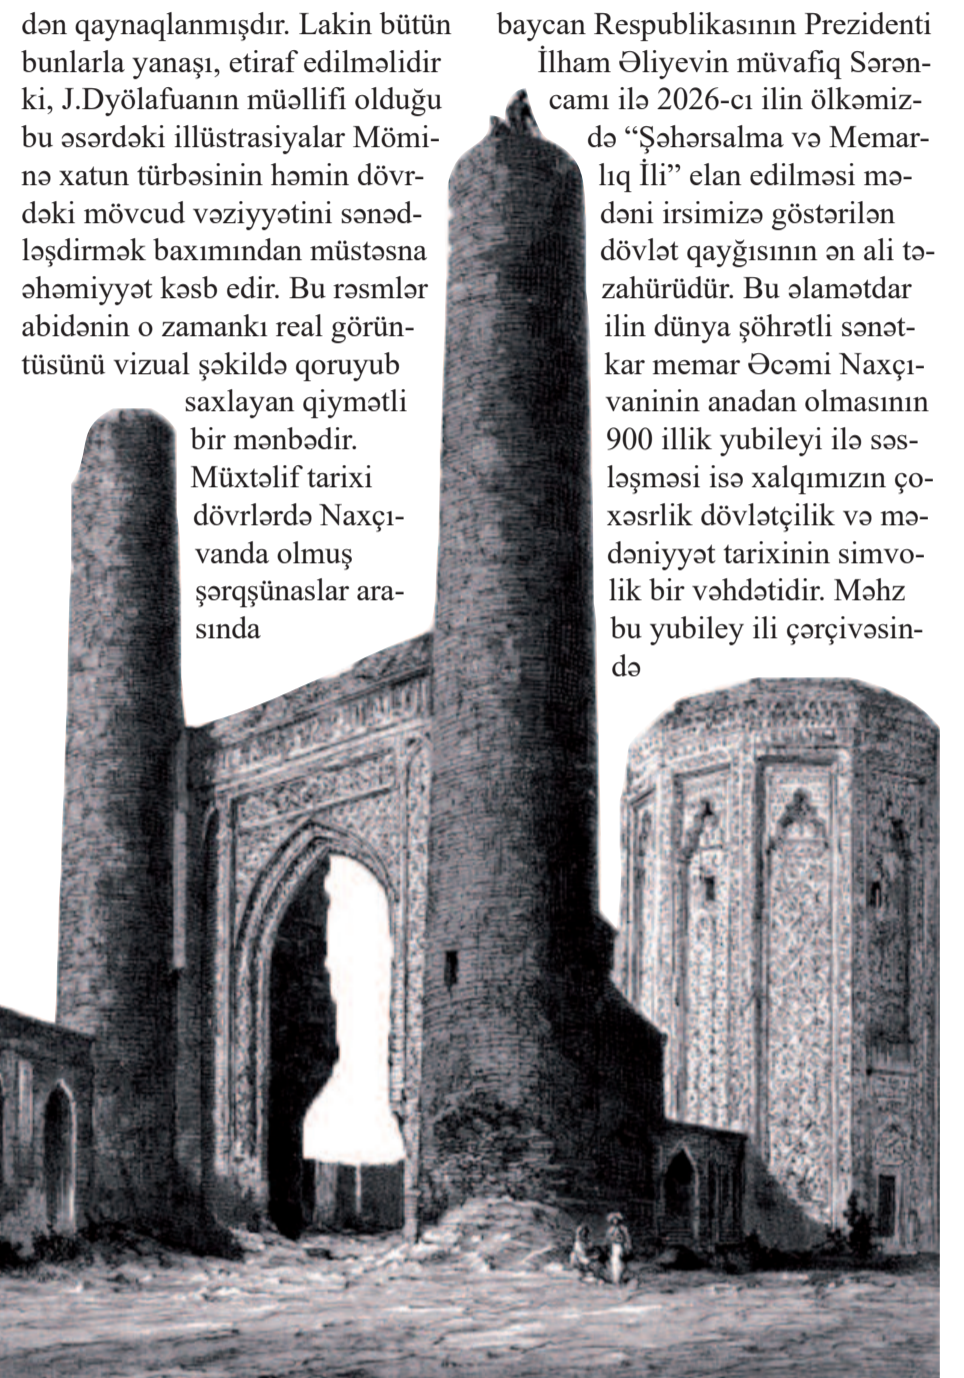 dən qaynaqlanmışdır. Lakin bütün
bunlarla yanaşı, etiraf edilməlidir
ki, J.Dyölafuanın müəllifi olduğu
bu əsərdəki illüstrasiyalar Mömi-
nə xatun türbəsinin həmin dövr-
dəki mövcud vəziyyətini sənəd-
ləşdirmək baxımından müstəsna
əhəmiyyət kəsb edir. Bu rəsmlər
abidənin o zamankı real görün-
tüsünü vizual şəkildə qoruyub
saxlayan qiymətli
bir mənbədir.
Müxtəlif tarixi
dövrlərdə Naxçı-
vanda olmuş
şərqşünaslar ara-
sında
baycan Respublikasının Prezidenti
İlham Əliyevin müvafiq Sərən-
camı ilə 2026-cı ilin ölkəmiz-
də “Şəhərsalma və Memar-
lıq İli” elan edilməsi mə-
dəni irsimizə göstərilən
dövlət qayğısının ən ali tə-
zahürüdür. Bu əlamətdar
ilin dünya şöhrətli sənət-
kar memar Əcəmi Naxçı-
vaninin anadan olmasının
900 illik yubileyi ilə səs-
ləşməsi isə xalqımızın ço-
xəsrlik dövlətçilik və mə-
dəniyyət tarixinin simvo-
lik bir vəhdətidir. Məhz
bu yubiley ili çərçivəsin-
də